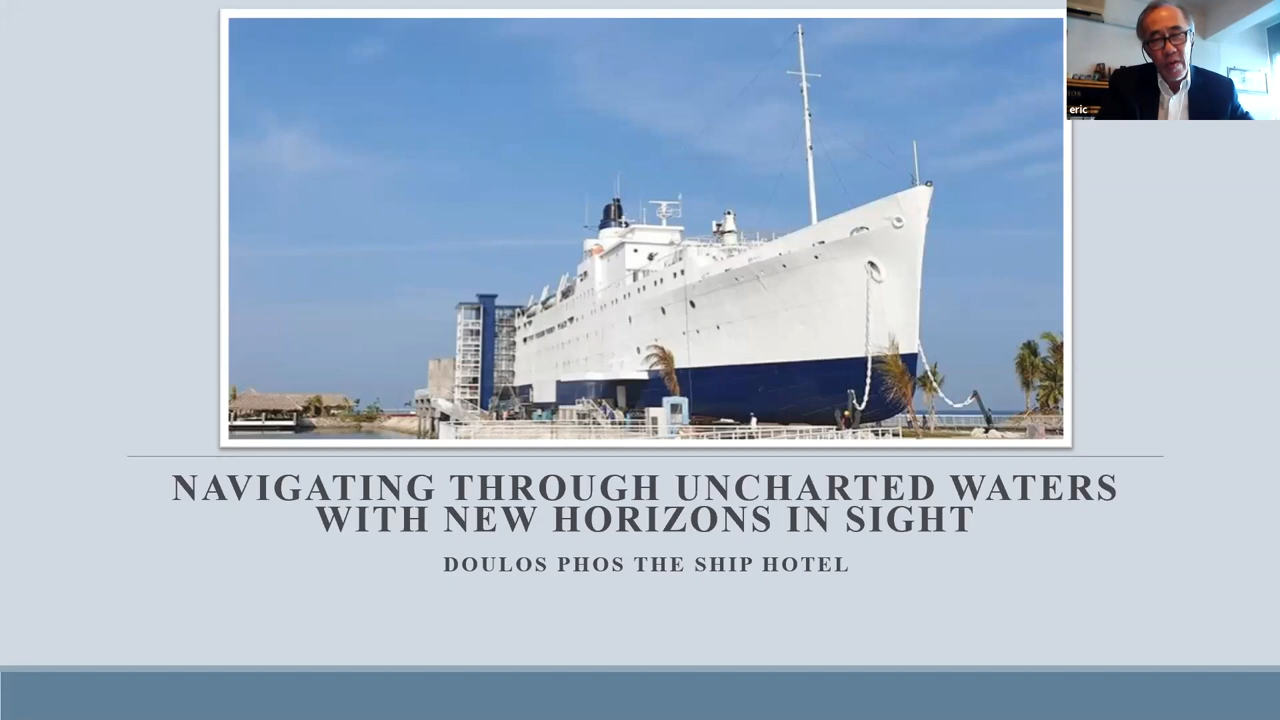 eric
NAVIGATING THROUGH UNCHARTED WATERS
WITH NEW HORIZONS IN SIGHT
DOULOS PHOS THE SHIP HOTEL